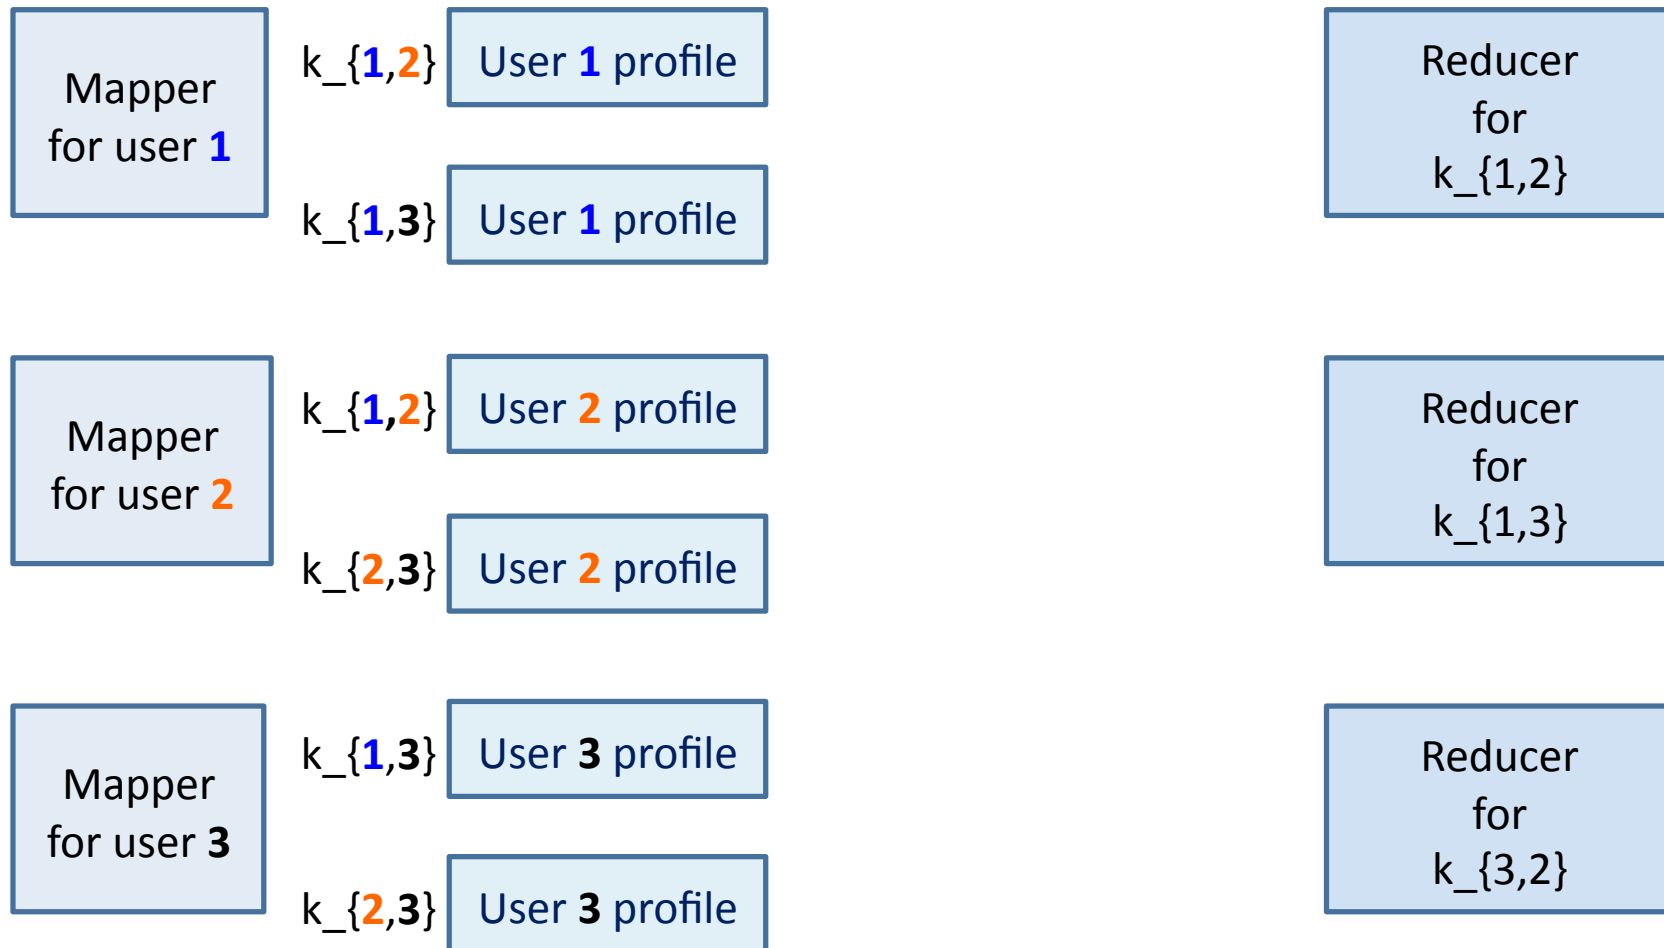 Mapper
for user 1
k_{1,2} User 1 profile
k_{1,3} User 1 profile
Reducer
for
k_{1,2}
Mapper
for user 2
k_{1,2} User 2 profile
k_{2,3} User 2 profile
Reducer
for
k_{1,3}
Mapper
for user 3
k_{1,3} User 3 profile
k_{2,3} User 3 profile
Reducer
for
k_{3,2}